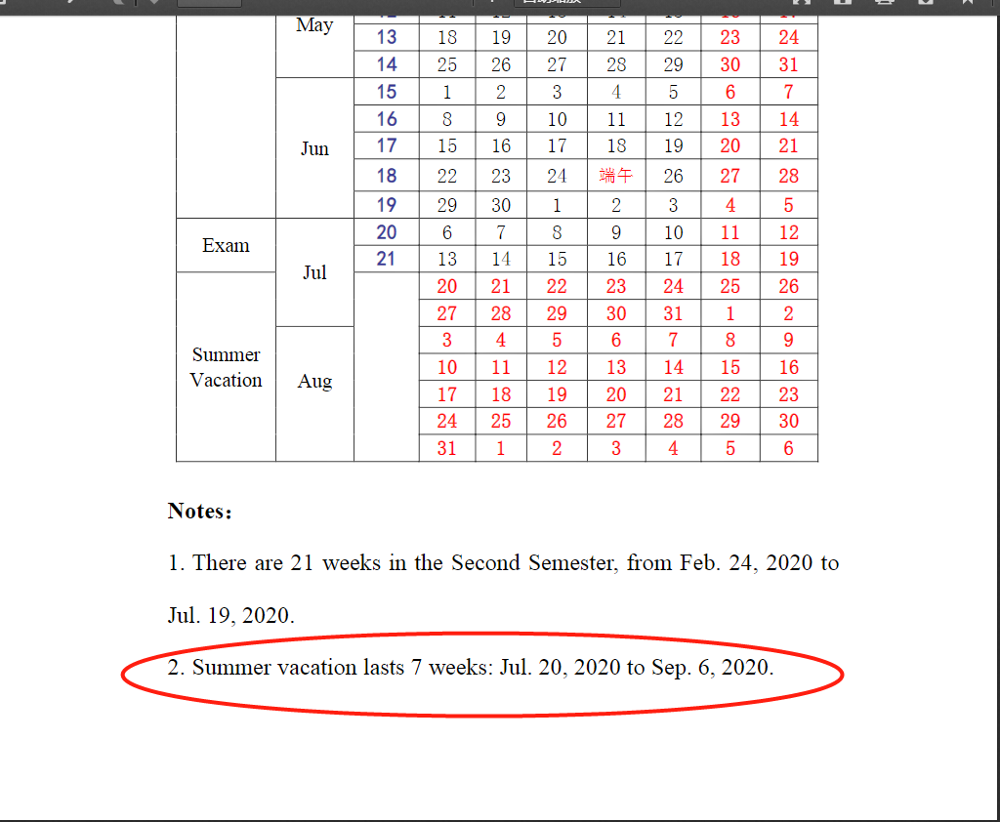 May
13 18 19 20 21 22 23 24
14 25 26 27 28 29 30 31
15 1 2 3 4 5 6 7
16 8 9 10 11 12 13 14
Jun 17 15 16 17 18 19 20 21
18 22 23 24 端午 26 27 28
19 29 30 1 2 3 4 5
Exam 20 6 7 8 9 10 11 12
Jul 21 13 14 15 16 17 18 19
20 21 22 23 24 25 26
27 28 29 30 31 1 2
Summer 3 4 5 6 7 8 9
Vacation Aug 10 11 12 13 14 15 16
17 18 19 20 21 22 23
24 25 26 27 28 29 30
31 1 2 3 4 5 6
Notes：
1. There are 21 weeks in the Second Semester, from Feb. 24, 2020 to
Jul. 19, 2020.
2. Summer vacation lasts 7 weeks: Jul. 20, 2020 to Sep. 6, 2020.